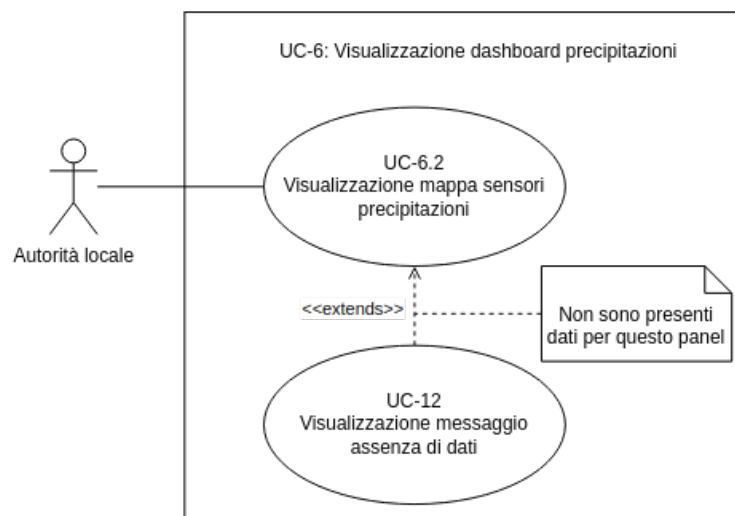 UC-6: Visualizzazione dashboard precipitazioni
UC-6.2
Visualizzazione mappa sensori
precipitazioni
Autorità locale
<<extends>>
Non sono presenti
dati per questo panel
UC-12
Visualizzazione messaggio
assenza di dati